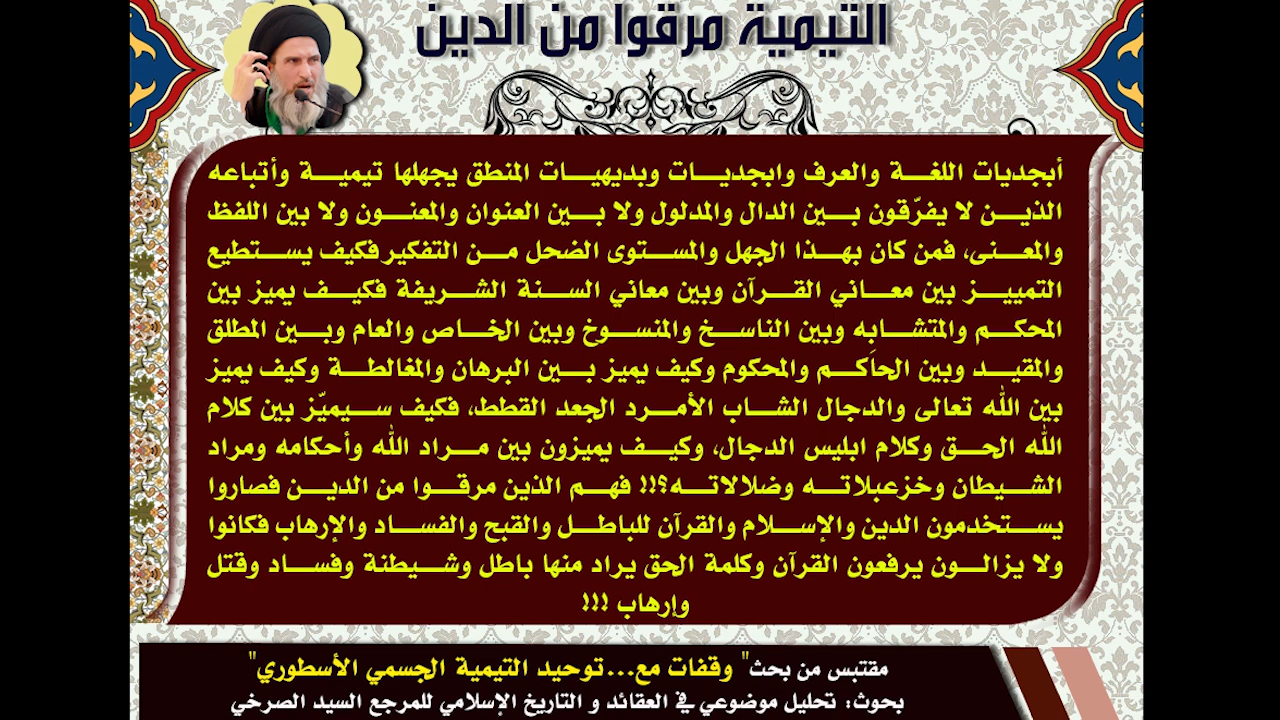 التيمية مرقوا من الدين
أبجديات اللغة والعرف وابجديات وبديهيات المنطق يجهلها تيمية وأتباعه
الذين لا يفرّقون بين الدال والمدلول ولا بين العنوان والمعنون ولا بين اللفظ
والمعنى، فمن كان بهذا الجهل والمستوى الضحل من التفكير فكيف يستطيع
التمييز بين معاني القرآن وبين معاني السنة الشريفة فكيف يميز بين
المحكم والمتشابه وبين الناسخ والمنسوخ وبين الخاص والعام وبين المطلق
والمقيد وبين الحاَكم والمحكوم وكيف يميز بين البرهان والمغالطة وكيف يميز
بين الله تعالى والدجال الشاب الأمرد الجعد القطط، فكيف سيميّز بين كلام
الله الحق وكلام ابليس الدجال، وكيف يميزون بين مراد الله وأحكامه ومراد
الشيطان وخزعبلاته وضلالاته؟!! فهم الذين مرقوا من الدين فصاروا
يستخدمون الدين والإسلام والقرآن للباطل والقبح والفساد والإرهاب فكانوا
ولا يزالون يرفعون القرآن وكلمة الحق يراد منها باطل وشيطنة وفساد وقتل
وإرهاب !!!
مقتبس من بحث" وقفات مع...توحيد التيمية الجسمي الأسطوري"
بحوث: تحليل موضوعي في العقائد و التاريخ الإسلامي للمرجع السيد الصرخي